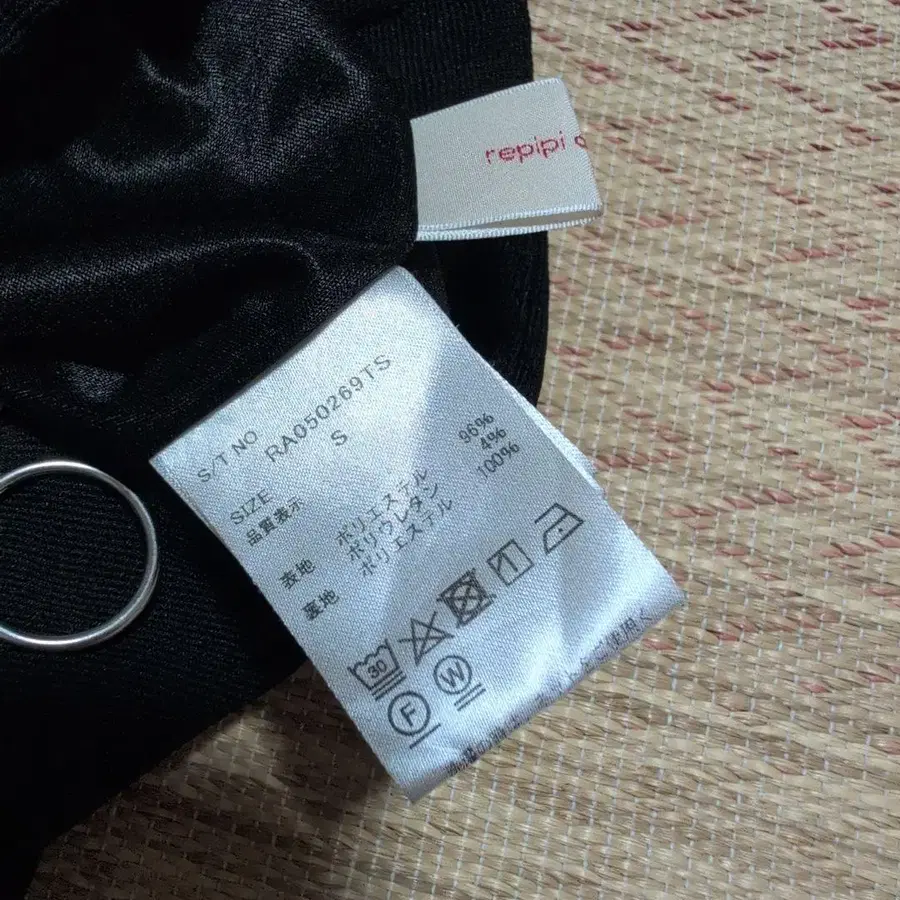 repipi
S/T NO RA050269TS
SIZE S
品質表示
表地 ポリエステル 96%
ポリウレタン 4%
裏地 ポリエステル 100%
30
F W